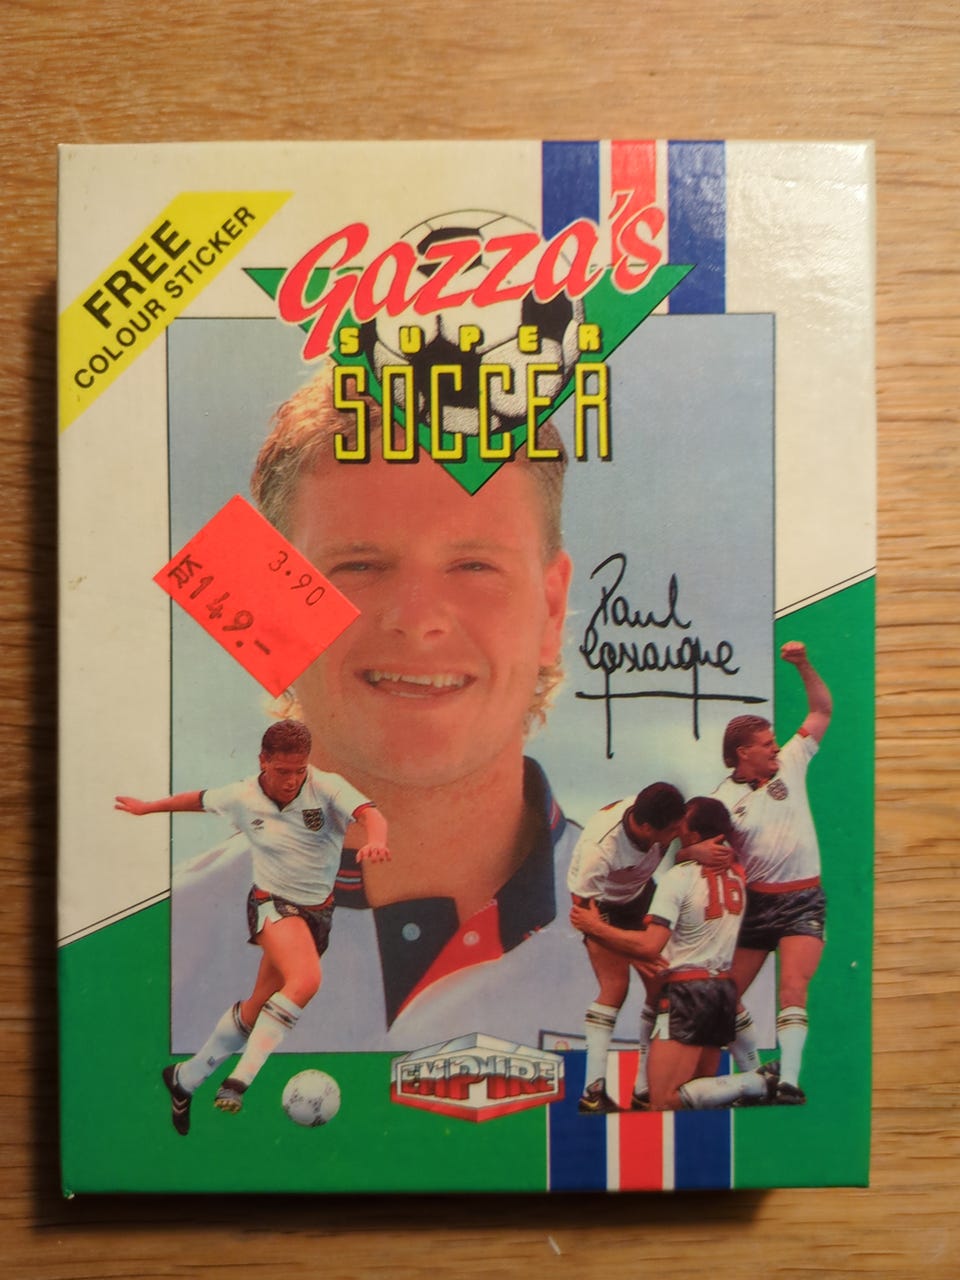 FREE
COLOUR STICKER
Gazza's
SUPER
SOCCER
3.90
149.-
Paul
Gascoigne
16
EMPIRE